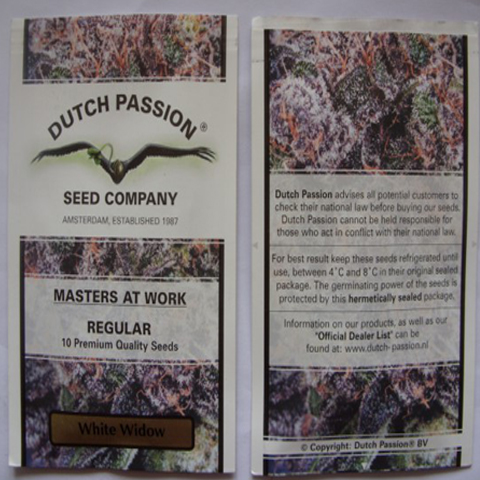 DUTCH PASSION®
SEED COMPANY
AMSTERDAM, ESTABLISHED 1987
MASTERS AT WORK
REGULAR
10 Premium Quality Seeds
White Widow
Dutch Passion advises all potential customers to
check their national law before buying our seeds.
Dutch Passion cannot be held responsible for
those who act in conflict with their national law.
For best result keep these seeds refrigerated until
use, between 4˚C and 8˚C in their original sealed
package. The germinating power of the seeds is
protected by this hermetically sealed package.
Information on our products, as well as our
"Official Dealer List" can be
found at: www.dutch-passion.nl
© Copyright: Dutch Passion® BV